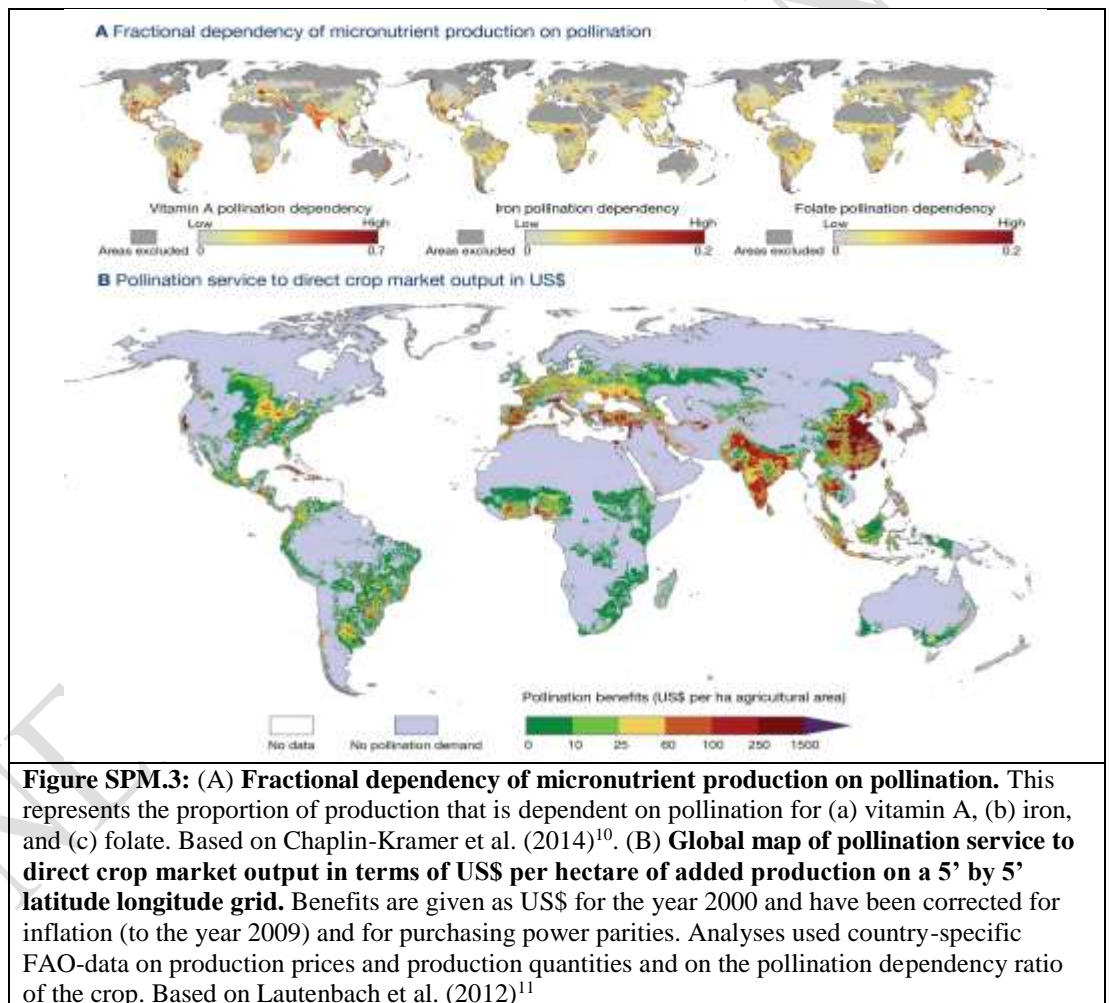 A Fractional dependency of micronutrient production on pollination
Vitamin A pollination dependency
Low High
Areas excluded 0 0.7
Iron pollination dependency
Low High
Areas excluded 0 0.2
Folate pollination dependency
Low High
Areas excluded 0 0.2
B Pollination service to direct crop market output in US$
Pollination benefits (US$ per ha agricultural area)
No data No pollination demand 0 10 25 60 100 250 1500
Figure SPM.3: (A) Fractional dependency of micronutrient production on pollination. This
represents the proportion of production that is dependent on pollination for (a) vitamin A, (b) iron,
and (c) folate. Based on Chaplin-Kramer et al. (2014)10. (B) Global map of pollination service to
direct crop market output in terms of US$ per hectare of added production on a 5’ by 5’
latitude longitude grid. Benefits are given as US$ for the year 2000 and have been corrected for
inflation (to the year 2009) and for purchasing power parities. Analyses used country-specific
FAO-data on production prices and production quantities and on the pollination dependency ratio
of the crop. Based on Lautenbach et al. (2012)11